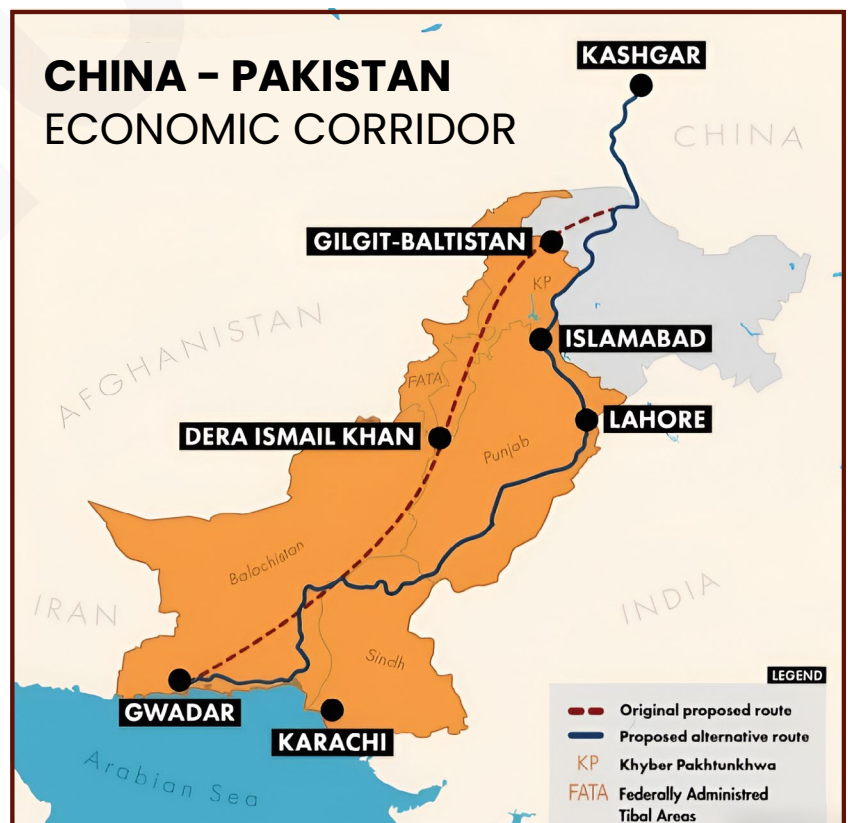 CHINA – PAKISTAN
ECONOMIC CORRIDOR
KASHGAR
CHINA
GILGIT-BALTISTAN
KP
AFGHANISTAN
ISLAMABAD
FATA
LAHORE
DERA ISMAIL KHAN
Punjab
Balochistan
IRAN
INDIA
Sindh
LEGEND
GWADAR
KARACHI
Original proposed route
Proposed alternative route
KP Khyber Pakhtunkhwa
FATA Federally Administred
Tibal Areas
Arabian Sea